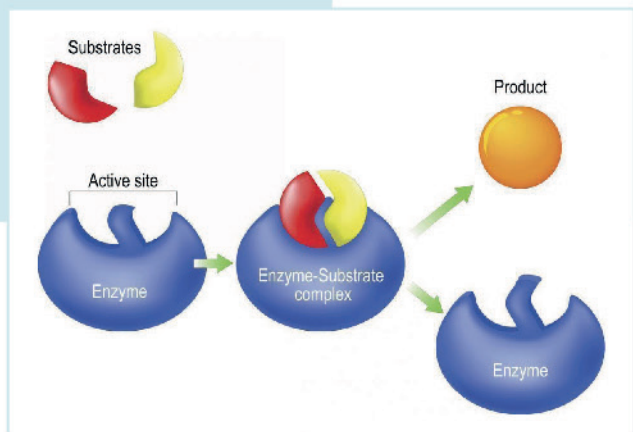 Substrates
Product
Active site
Enzyme
Enzyme-Substrate
complex
Enzyme